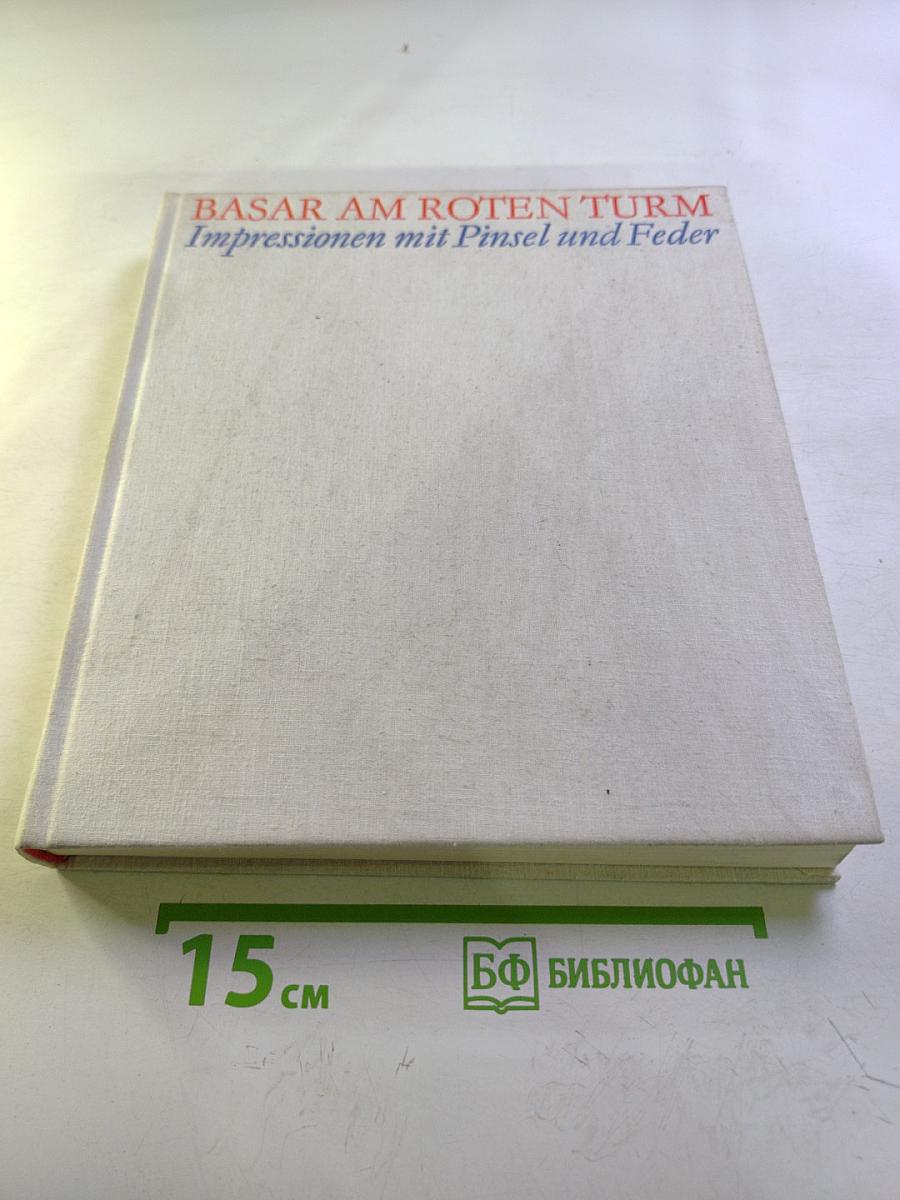 BASAR AM ROTEN TURM
Impressionen mit Pinsel und Feder
15 см
БФ БИБЛИОФАН